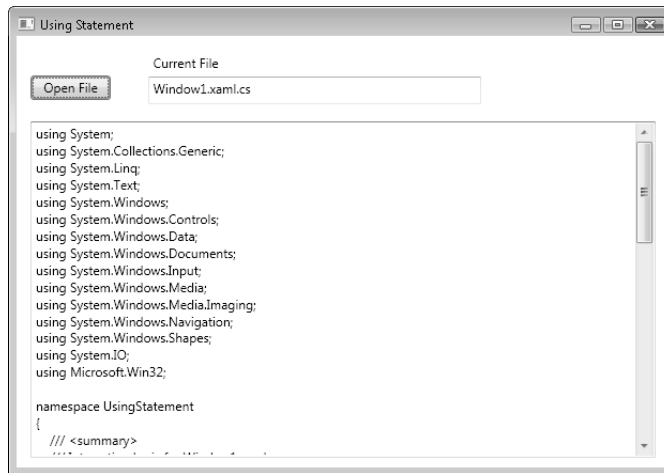 Using Statement
Current File
Open File
Window1.xaml.cs
using System;
using System.Collections.Generic;
using System.Linq;
using System.Text;
using System.Windows;
using System.Windows.Controls;
using System.Windows.Data;
using System.Windows.Documents;
using System.Windows.Input;
using System.Windows.Media;
using System.Windows.Media.Imaging;
using System.Windows.Navigation;
using System.Windows.Shapes;
using System.IO;
using Microsoft.Win32;
namespace UsingStatement
{
/// <summary>